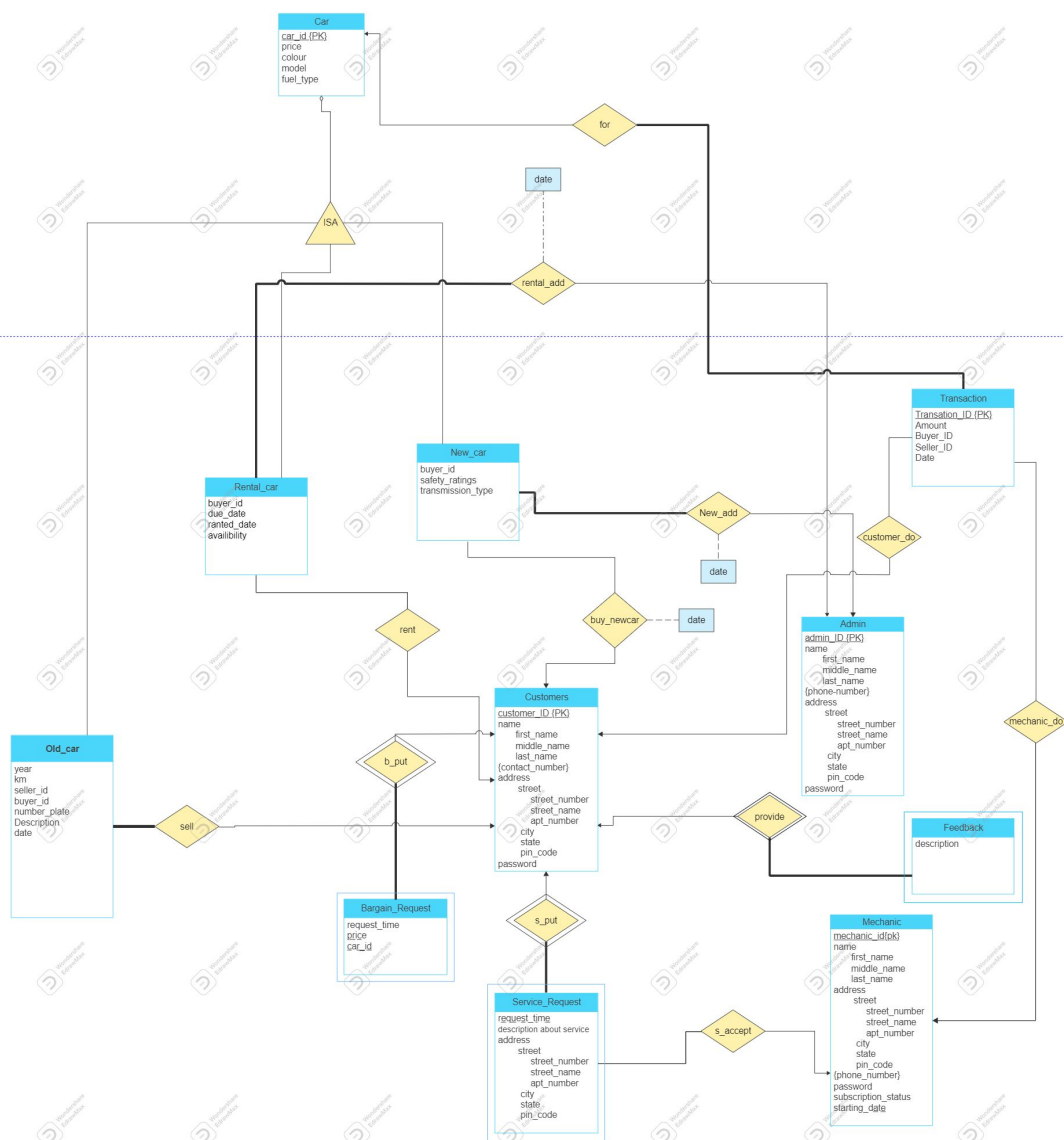 Car
car_id {PK}
price
colour
model
fuel_type
for
date
ISA
rental_add
Transaction
Transation_ID {PK}
Amount
Buyer_ID
Seller_ID
Date
New_car
buyer_id
safety_ratings
transmission_type
Rental_car
buyer_id
due_date
ranted_date
availibility
New_add
customer_do
date
rent
buy_newcar
date
Admin
admin_ID {PK}
name
first_name
middle_name
last_name
{phone-number}
address
street
street_number
street_name
apt_number
city
state
pin_code
password
Customers
customer_ID {PK}
name
first_name
middle_name
last_name
{contact_number}
address
street
street_number
street_name
apt_number
city
state
pin_code
password
mechanic_do
Old_car
year
km
seller_id
buyer_id
number_plate
Description
date
b_put
sell
provide
Feedback
description
Bargain_Request
request_time
price
car_id
s_put
Mechanic
mechanic_id{pk}
name
first_name
middle_name
last_name
address
street
street_number
street_name
apt_number
city
state
pin_code
{phone_number}
password
subscription_status
starting_date
Service_Request
request_time
description about service
address
street
street_number
street_name
apt_number
city
state
pin_code
s_accept
Wondershare
EdrawMax